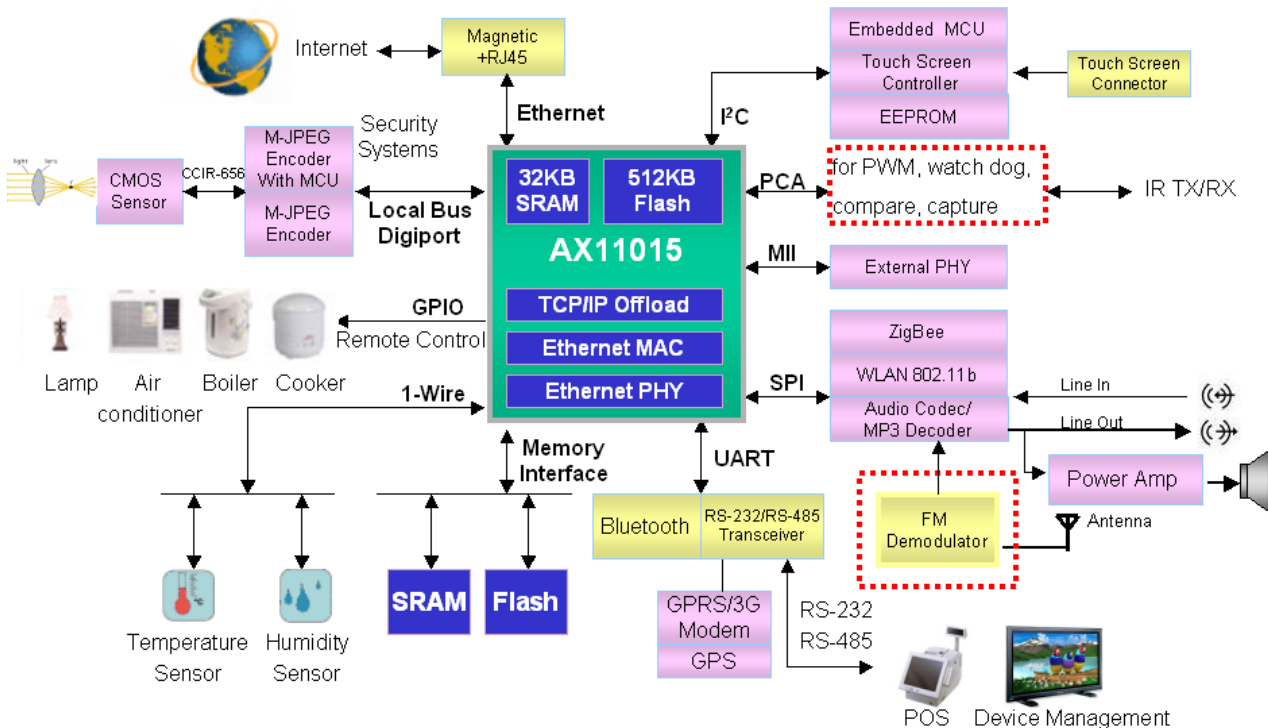 Internet
Magnetic
+RJ45
Ethernet
Embedded MCU
Touch Screen
Controller
EEPROM
Touch Screen
Connector
I²C
light
lens
CMOS
Sensor
CCIR-656
M-JPEG
Encoder
With MCU
M-JPEG
Encoder
Security
Systems
Local Bus
Digiport
32KB
SRAM
512KB
Flash
AX11015
TCP/IP Offload
Ethernet MAC
Ethernet PHY
PCA
for PWM, watch dog,
compare, capture
IR TX/RX
MII
External PHY
GPIO
Remote Control
Lamp
Air
conditioner
Boiler
Cooker
1-Wire
SPI
ZigBee
WLAN 802.11b
Audio Codec/
MP3 Decoder
Line In
Line Out
Power Amp
FM
Demodulator
Antenna
Memory
Interface
UART
Bluetooth
RS-232/RS-485
Transceiver
Temperature
Sensor
Humidity
Sensor
SRAM
Flash
GPRS/3G
Modem
GPS
RS-232
RS-485
POS
Device Management